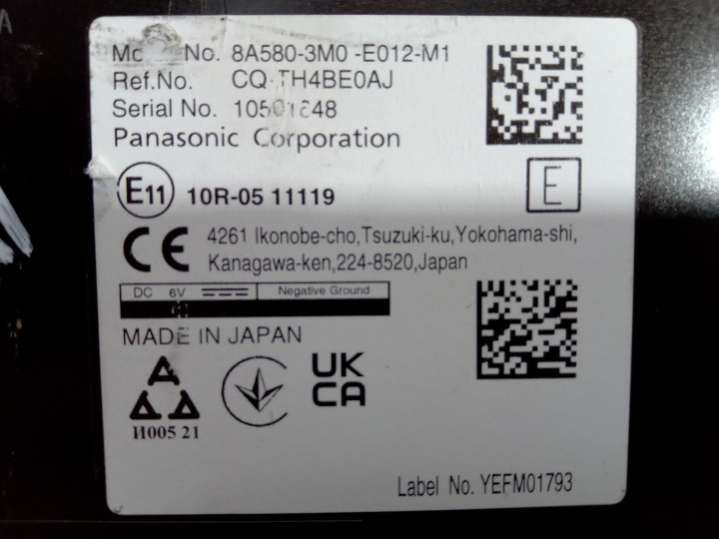 A
No. 8A580-3M0 -E012-M1
Ref.No. CQ-TH4BE0AJ
Serial No.
Panasonic Corporation
E11 10R-05 11119
E
CE 4261 Ikonobe-cho,Tsuzuki-ku,Yokohama-shi,
Kanagawa-ken,224-8520,Japan
DC 6V Negative Ground
MADE IN JAPAN
UK
CA
И005 21
Label No. YEFM01793